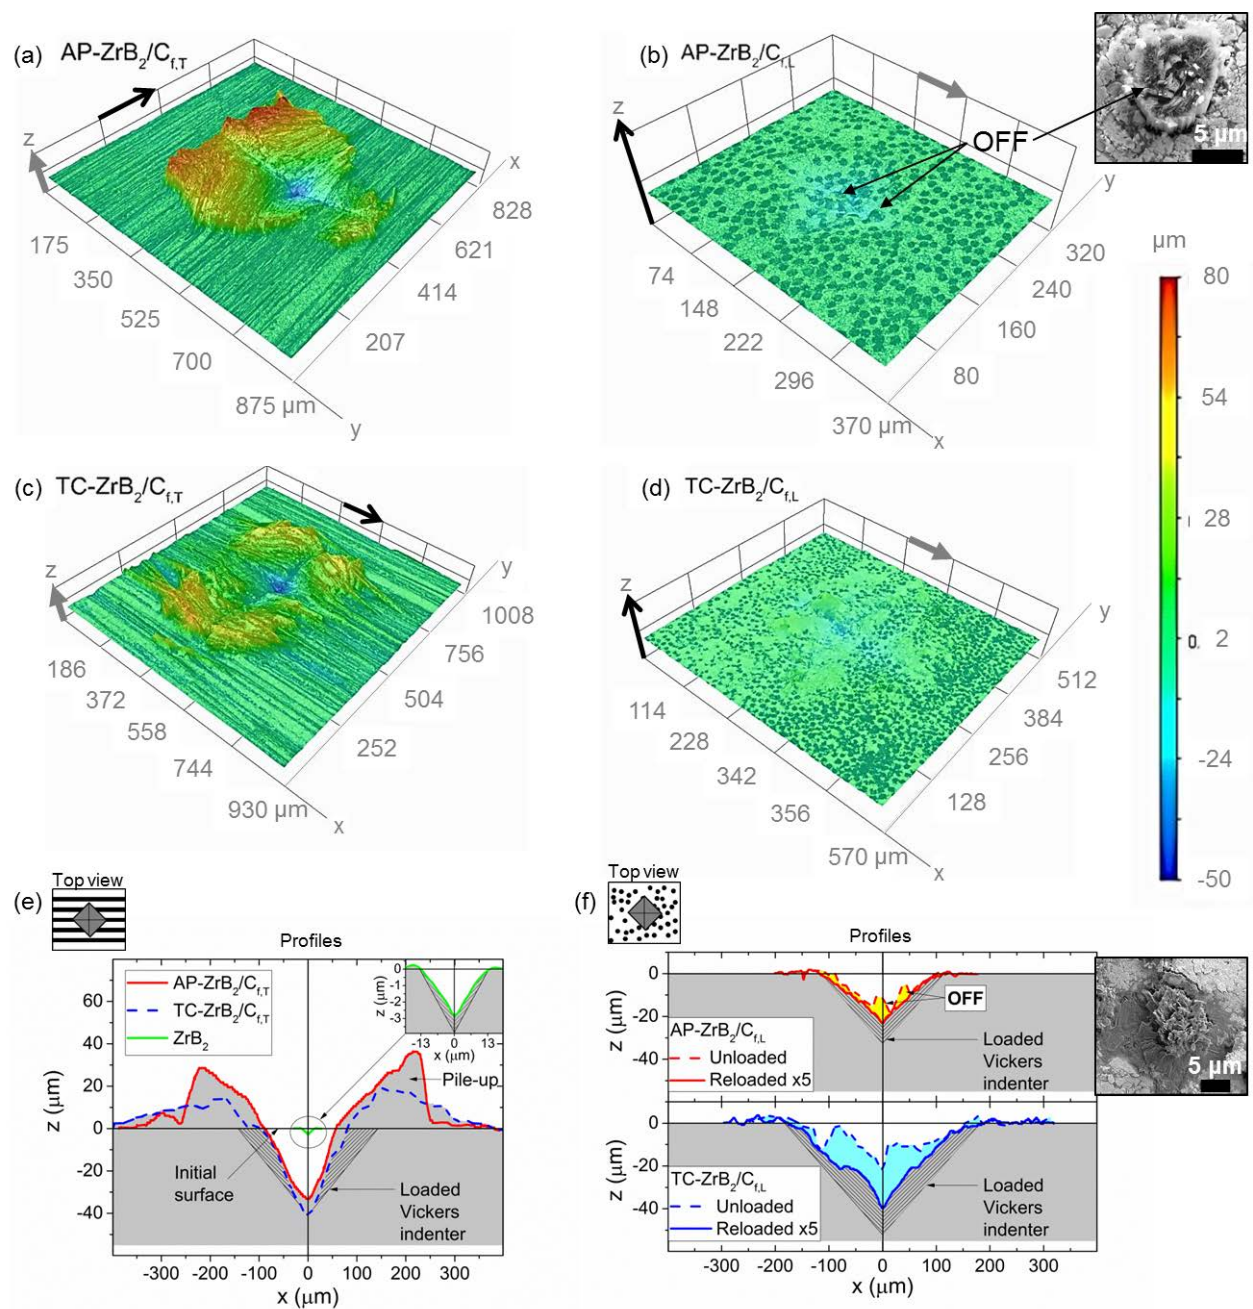 (a) AP-ZrB2/Cf,T
z
x
828
621
414
207
175
350
525
700
875 µm
y
(b) AP-ZrB2/Cf,L
z
OFF
5 µm
y
320
240
160
80
74
148
222
296
370 µm
x
µm
80
54
28
0. 2
-24
-50
(c) TC-ZrB2/Cf,T
z
y
1008
756
504
252
186
372
558
744
930 µm
x
(d) TC-ZrB2/Cf,L
z
y
512
384
256
128
114
228
342
356
570 µm
x
(e) Top view
Profiles
AP-ZrB2/Cf,T
TC-ZrB2/Cf,T
ZrB2
z (µm)
0
-1
-2
-3
-13 0 13
x (µm)
Pile-up
Initial
surface
Loaded
Vickers
indenter
z (µm)
60
40
20
0
-20
-40
-300 -200 -100 0 100 200 300
x (µm)
(f) Top view
Profiles
OFF
AP-ZrB2/Cf,L
Unloaded
Reloaded x5
Loaded
Vickers
indenter
z (µm)
0
-20
-40
5 µm
TC-ZrB2/Cf,L
Unloaded
Reloaded x5
Loaded
Vickers
indenter
z (µm)
0
-20
-40
-300 -200 -100 0 100 200 300
x (µm)